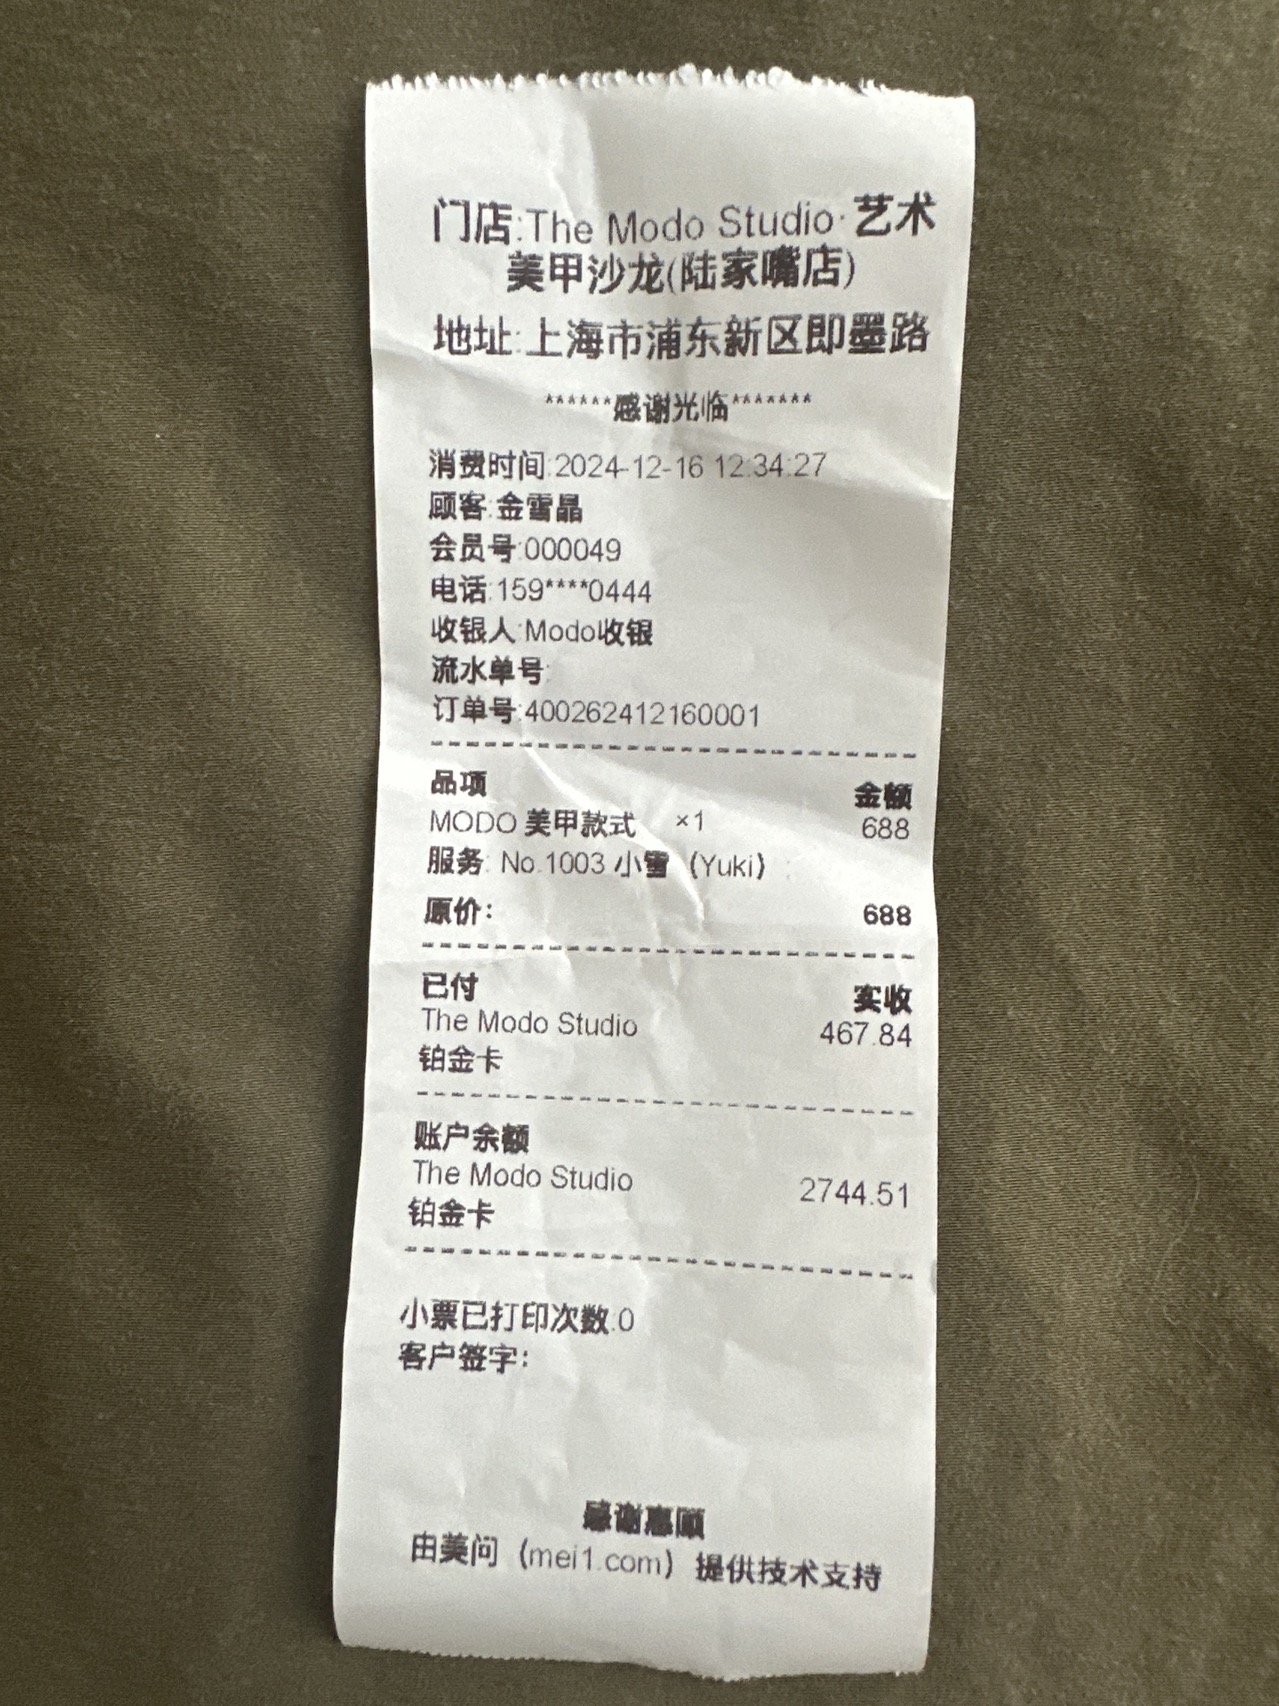 门店:The Modo Studio·艺术
美甲沙龙(陆家嘴店)
地址:上海市浦东新区即墨路
******感谢光临*******
消费时间:2024-12-16 12:34:27
顾客:金雪晶
会员号:000049
电话:159****0444
收银人:Modo收银
流水单号:
订单号:400262412160001
品项 金额
MODO 美甲款式 ×1 688
服务: No.1003 小雪（Yuki）
原价： 688
已付 实收
The Modo Studio 467.84
铂金卡
账户余额
The Modo Studio 2744.51
铂金卡
小票已打印次数:0
客户签字：
感谢惠顾
由美问（mei1.com）提供技术支持